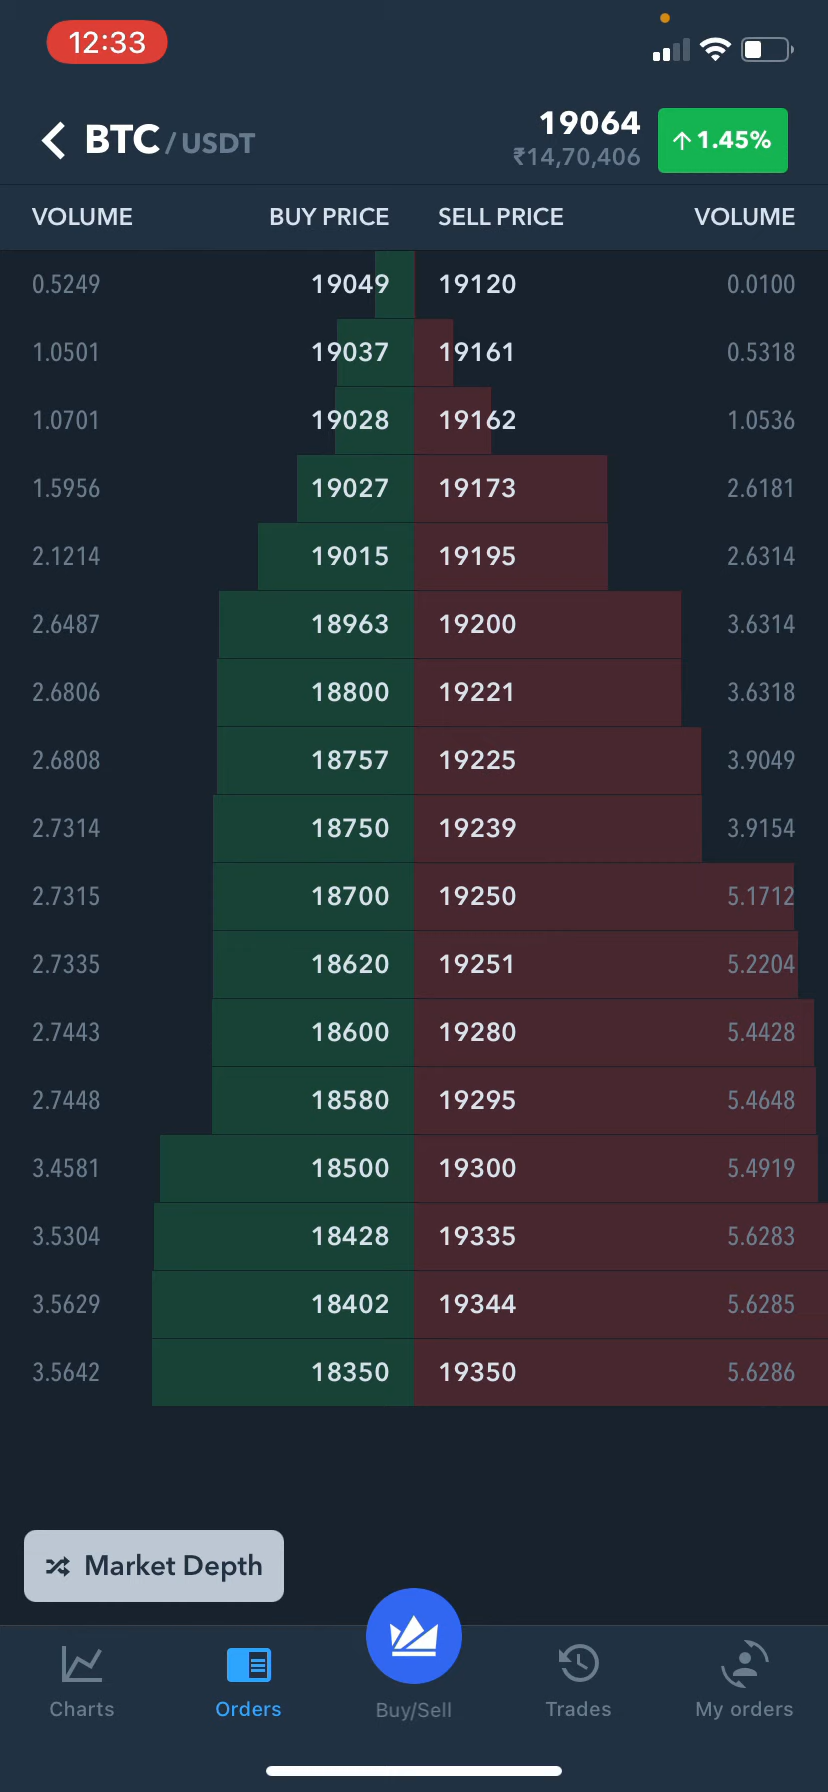 12:33
BTC / USDT
19064
₹14,70,406
↑ 1.45%
VOLUME BUY PRICE SELL PRICE VOLUME
0.5249 19049 19120 0.0100
1.0501 19037 19161 0.5318
1.0701 19028 19162 1.0536
1.5956 19027 19173 2.6181
2.1214 19015 19195 2.6314
2.6487 18963 19200 3.6314
2.6806 18800 19221 3.6318
2.6808 18757 19225 3.9049
2.7314 18750 19239 3.9154
2.7315 18700 19250 5.1712
2.7335 18620 19251 5.2204
2.7443 18600 19280 5.4428
2.7448 18580 19295 5.4648
3.4581 18500 19300 5.4919
3.5304 18428 19335 5.6283
3.5629 18402 19344 5.6285
3.5642 18350 19350 5.6286
Market Depth
Charts Orders Buy/Sell Trades My orders